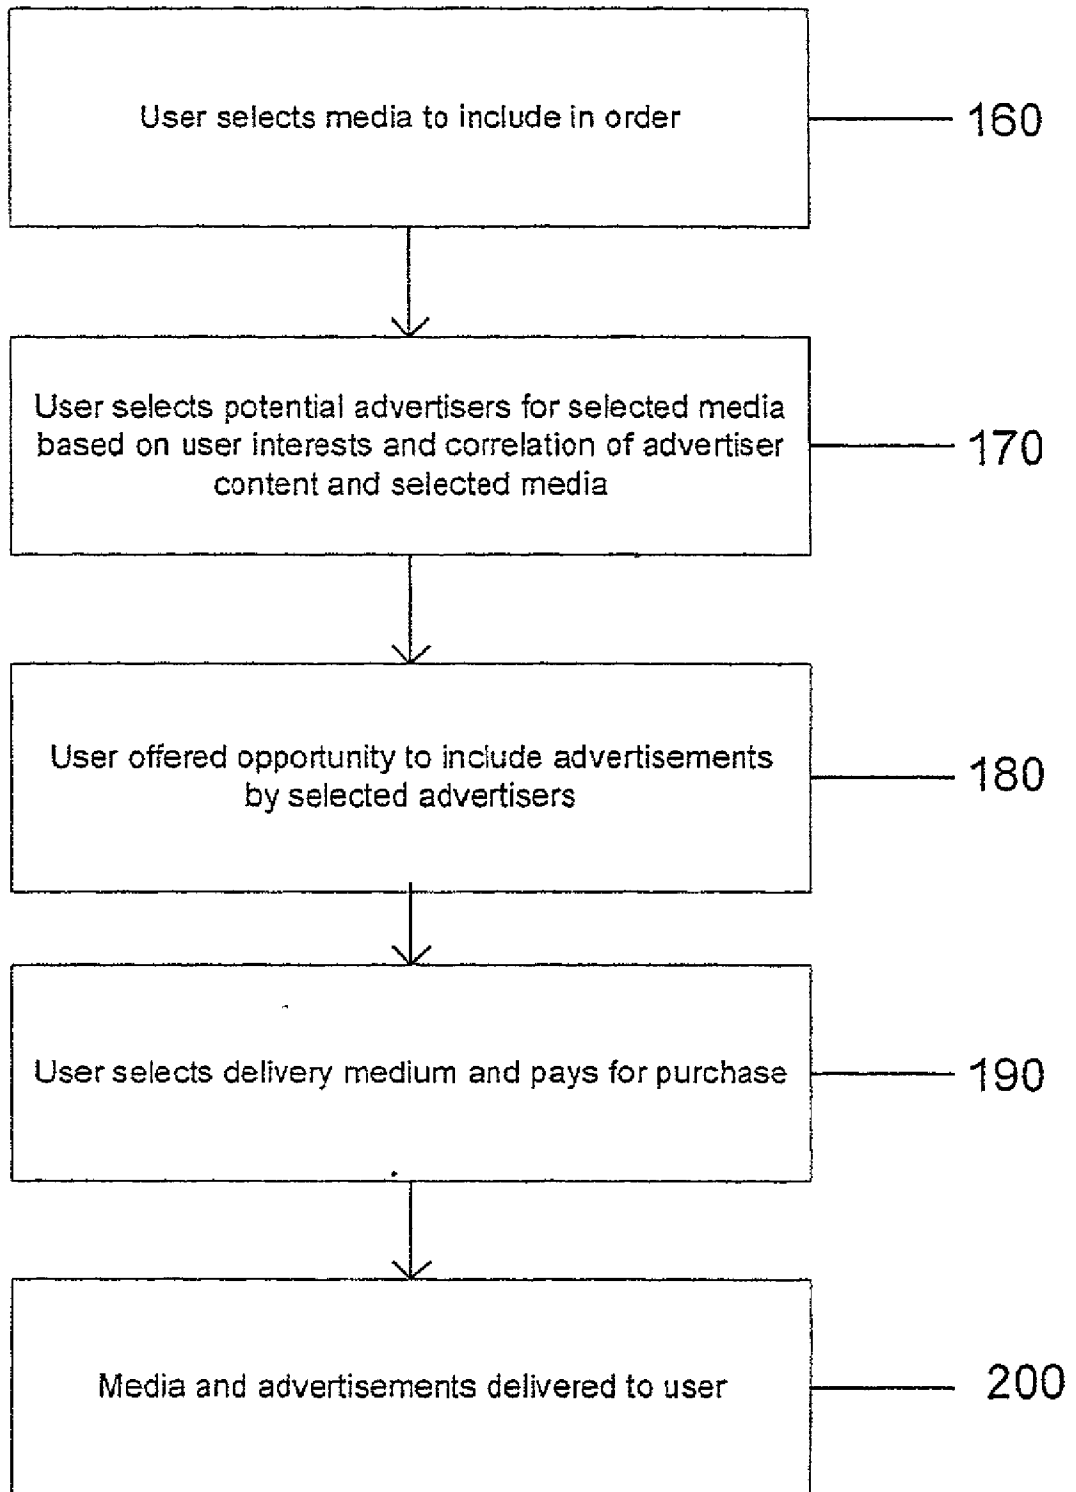 User selects media to include in order
160
User selects potential advertisers for selected media
based on user interests and correlation of advertiser
content and selected media
170
User offered opportunity to include advertisements
by selected advertisers
180
User selects delivery medium and pays for purchase
190
Media and advertisements delivered to user
200